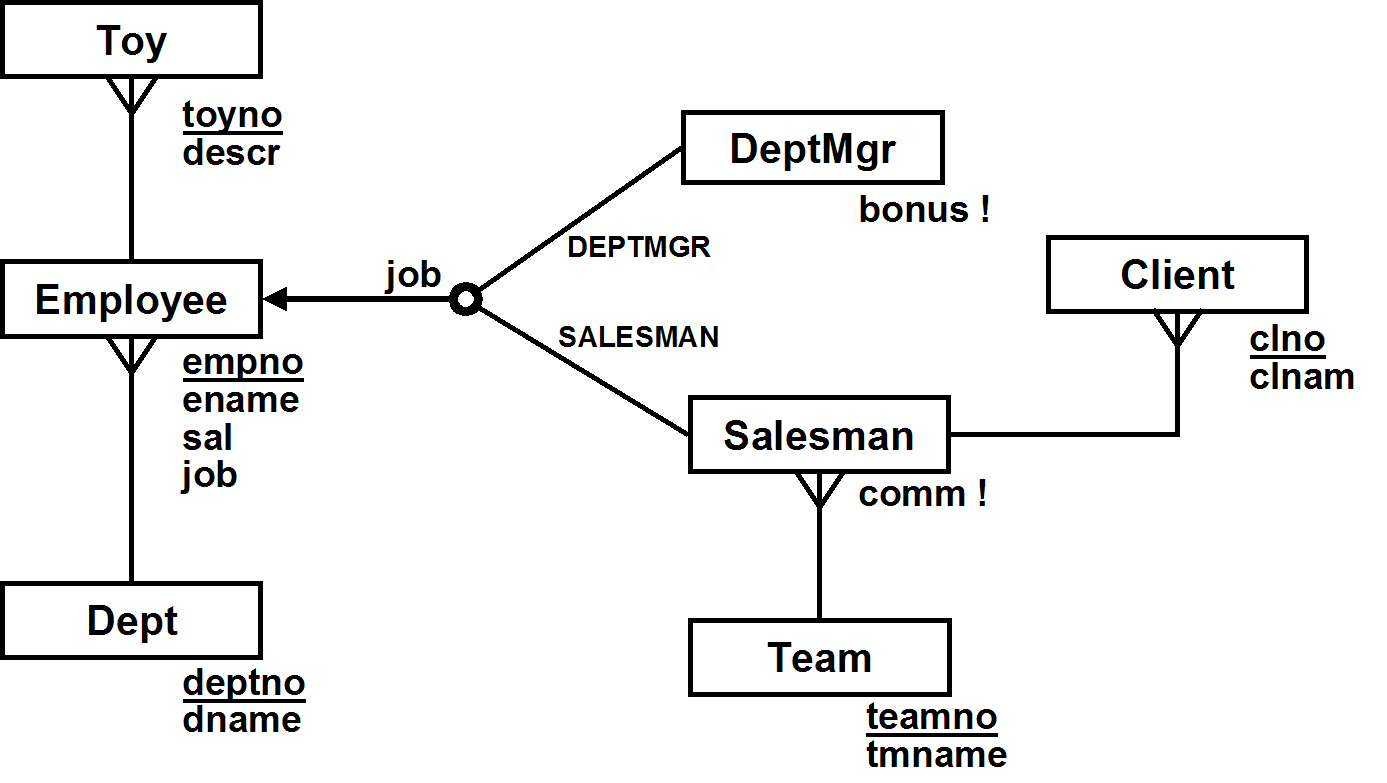 Toy
toyno
descr
DeptMgr
bonus !
DEPTMGR
job
Employee
empno
ename
sal
job
SALESMAN
Client
clno
clnam
Salesman
comm !
Dept
deptno
dname
Team
teamno
tmname